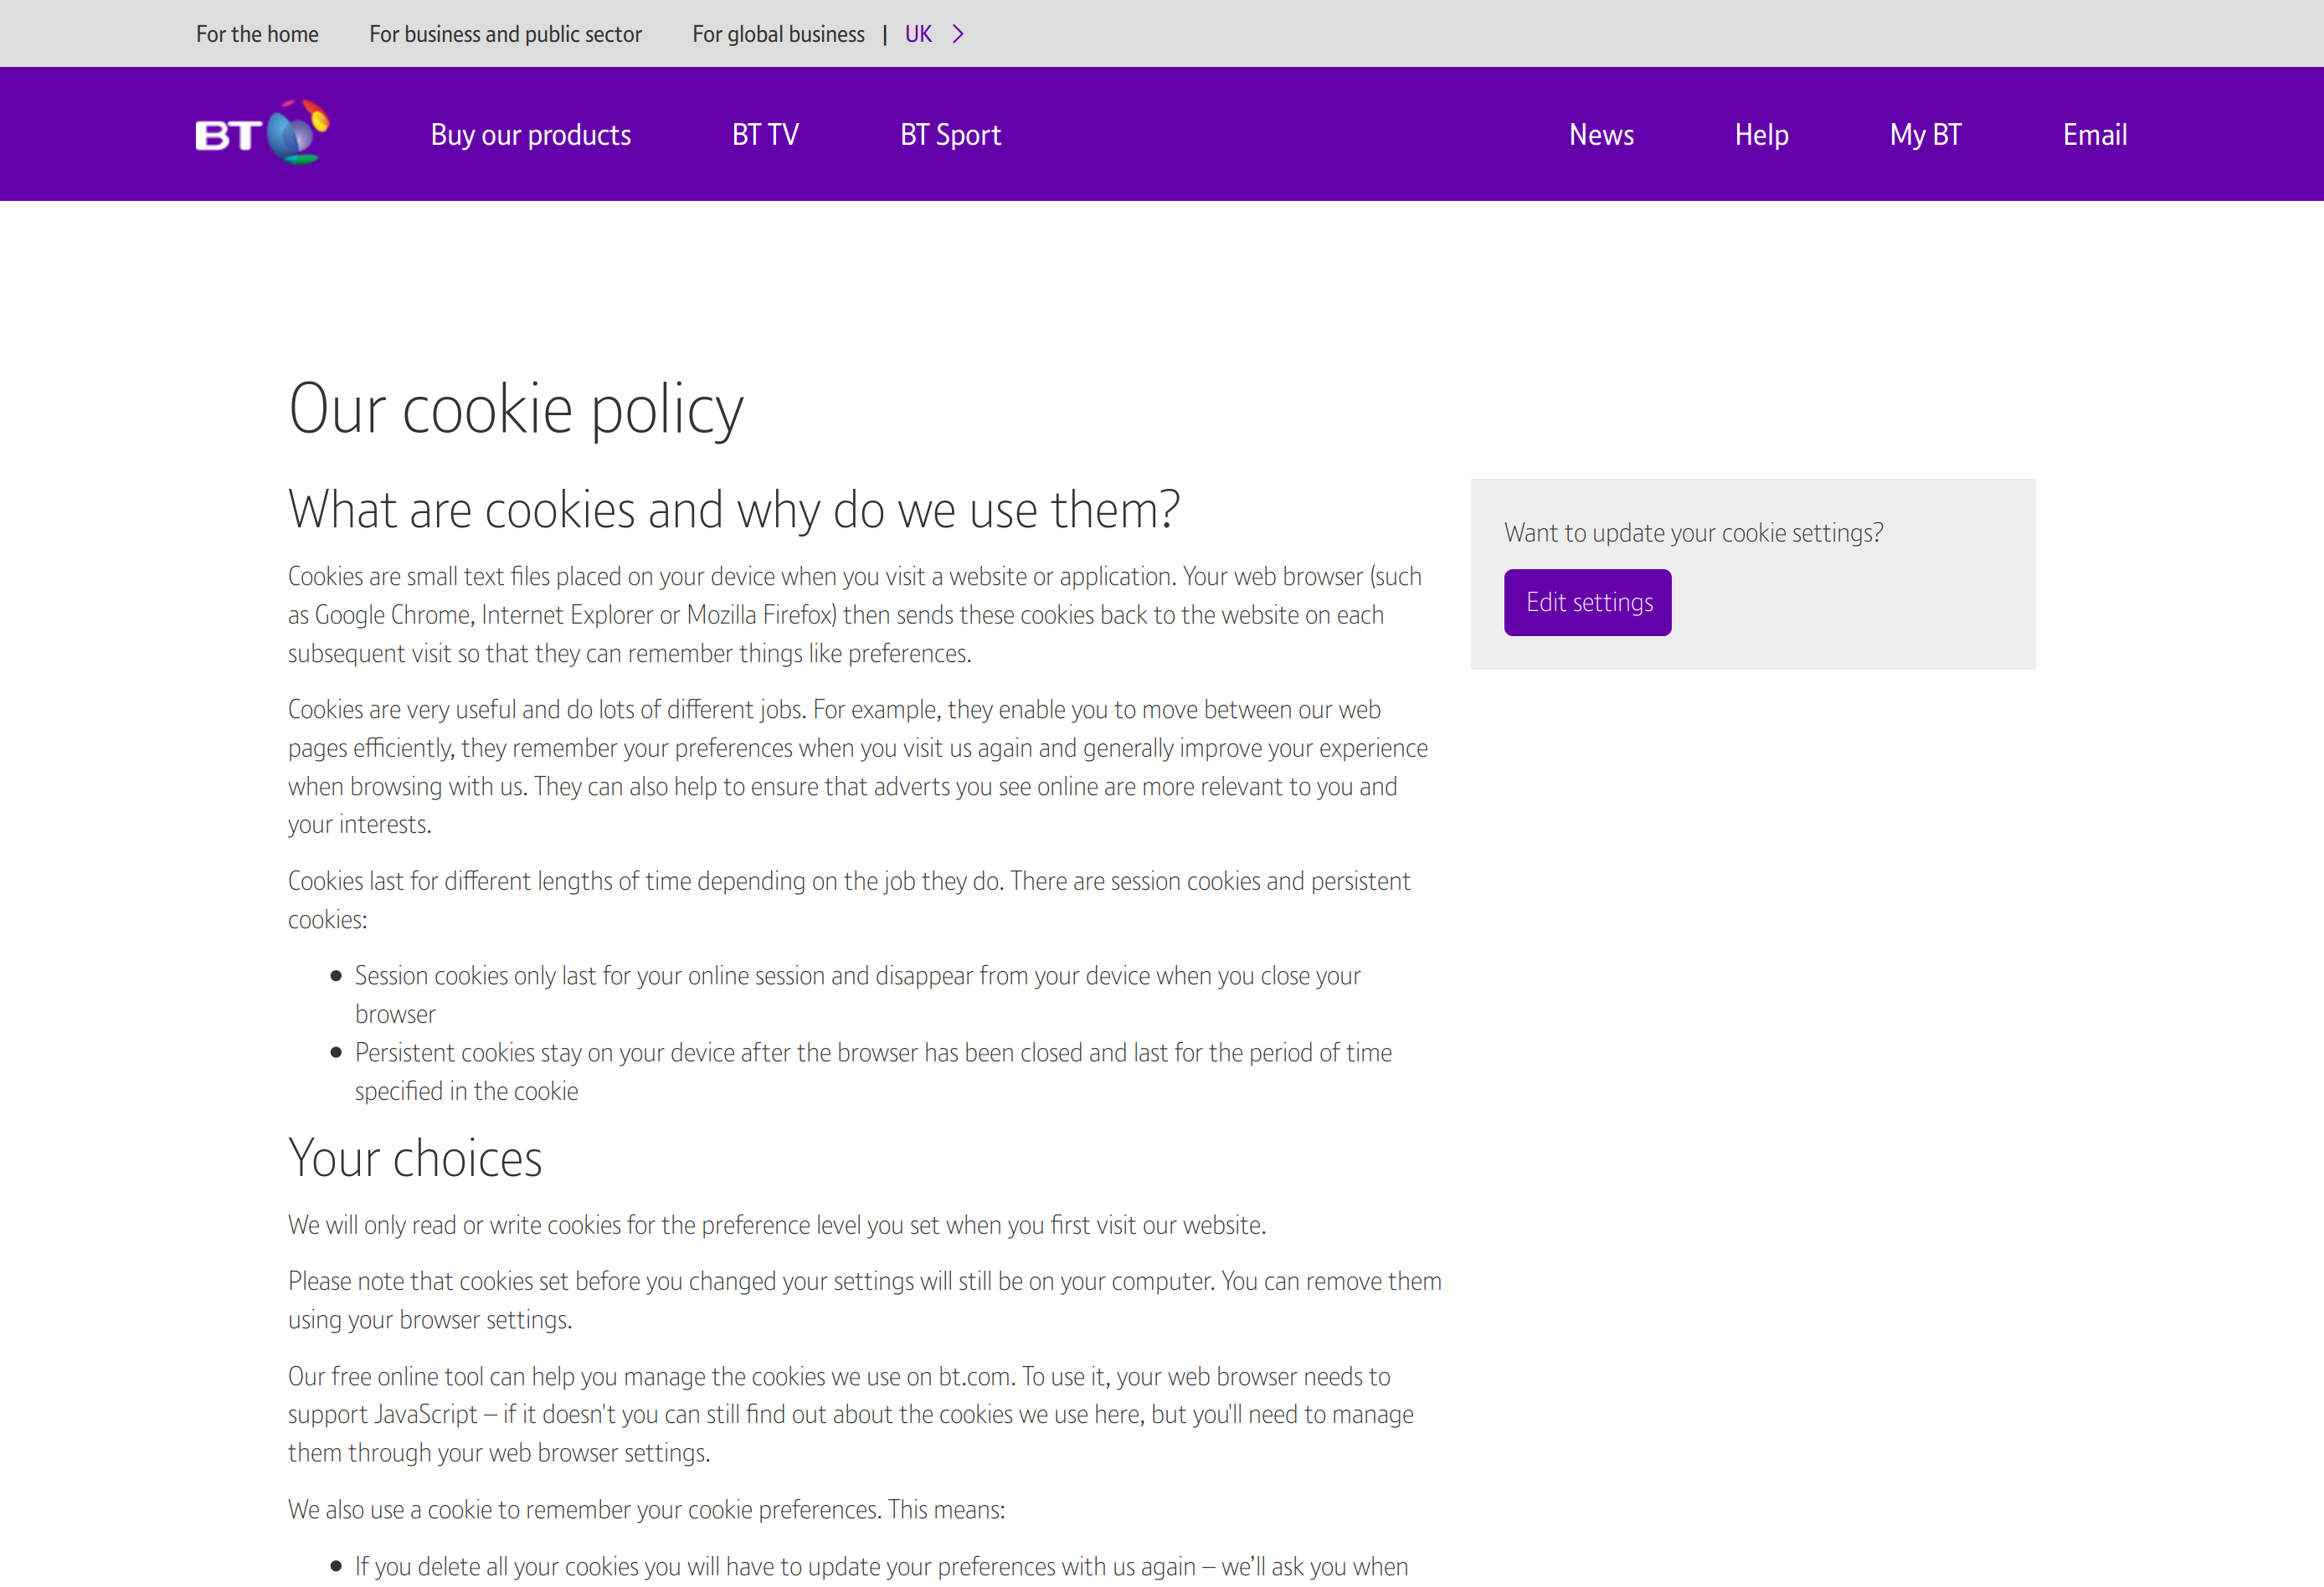 For the home For business and public sector For global business | UK
BT Buy our products BT TV BT Sport News Help My BT Email
Our cookie policy
What are cookies and why do we use them?
Cookies are small text files placed on your device when you visit a website or application. Your web browser (such
as Google Chrome, Internet Explorer or Mozilla Firefox) then sends these cookies back to the website on each
subsequent visit so that they can remember things like preferences.
Cookies are very useful and do lots of different jobs. For example, they enable you to move between our web
pages efficiently, they remember your preferences when you visit us again and generally improve your experience
when browsing with us. They can also help to ensure that adverts you see online are more relevant to you and
your interests.
Cookies last for different lengths of time depending on the job they do. There are session cookies and persistent
cookies:
● Session cookies only last for your online session and disappear from your device when you close your
browser
● Persistent cookies stay on your device after the browser has been closed and last for the period of time
specified in the cookie
Your choices
We will only read or write cookies for the preference level you set when you first visit our website.
Please note that cookies set before you changed your settings will still be on your computer. You can remove them
using your browser settings.
Our free online tool can help you manage the cookies we use on bt.com. To use it, your web browser needs to
support JavaScript – if it doesn't you can still find out about the cookies we use here, but you'll need to manage
them through your web browser settings.
We also use a cookie to remember your cookie preferences. This means:
● If you delete all your cookies you will have to update your preferences with us again – we’ll ask you when
Want to update your cookie settings?
Edit settings